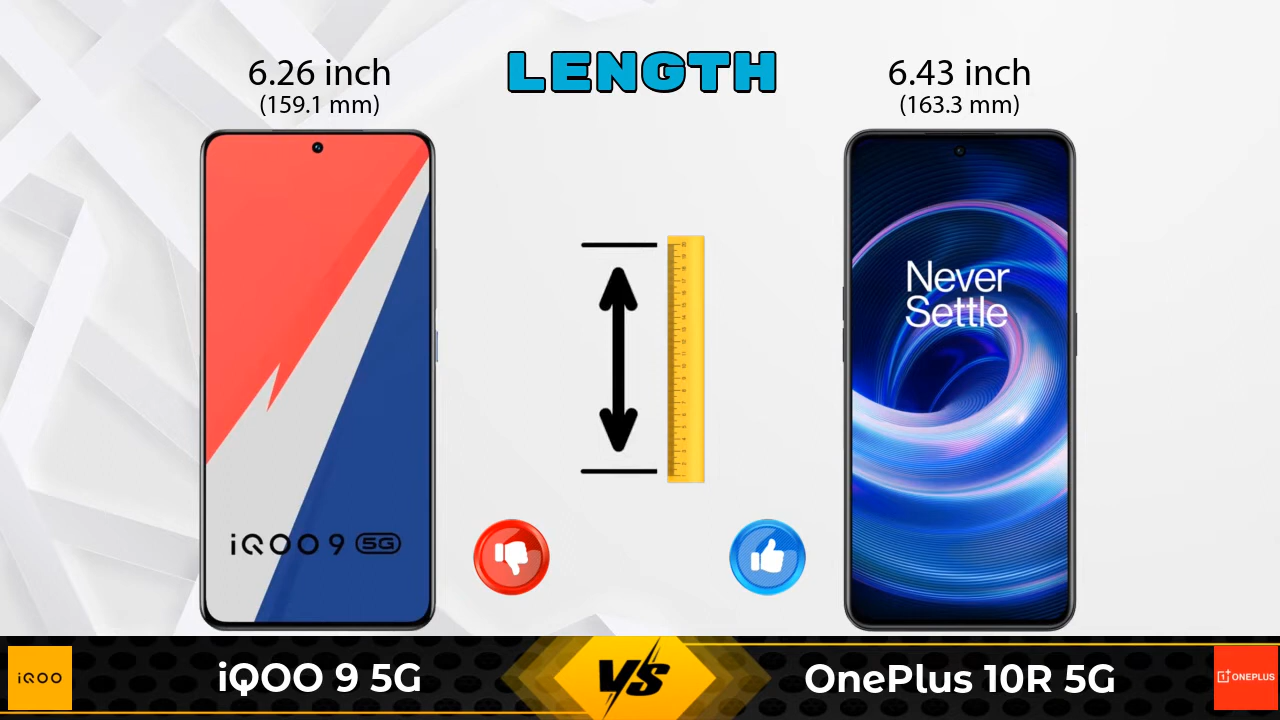 LENGTH
6.26 inch
(159.1 mm)
6.43 inch
(163.3 mm)
Never
Settle
iQOO 9 5G
iQOO
iQOO 9 5G
VS
OnePlus 10R 5G
1+ ONEPLUS